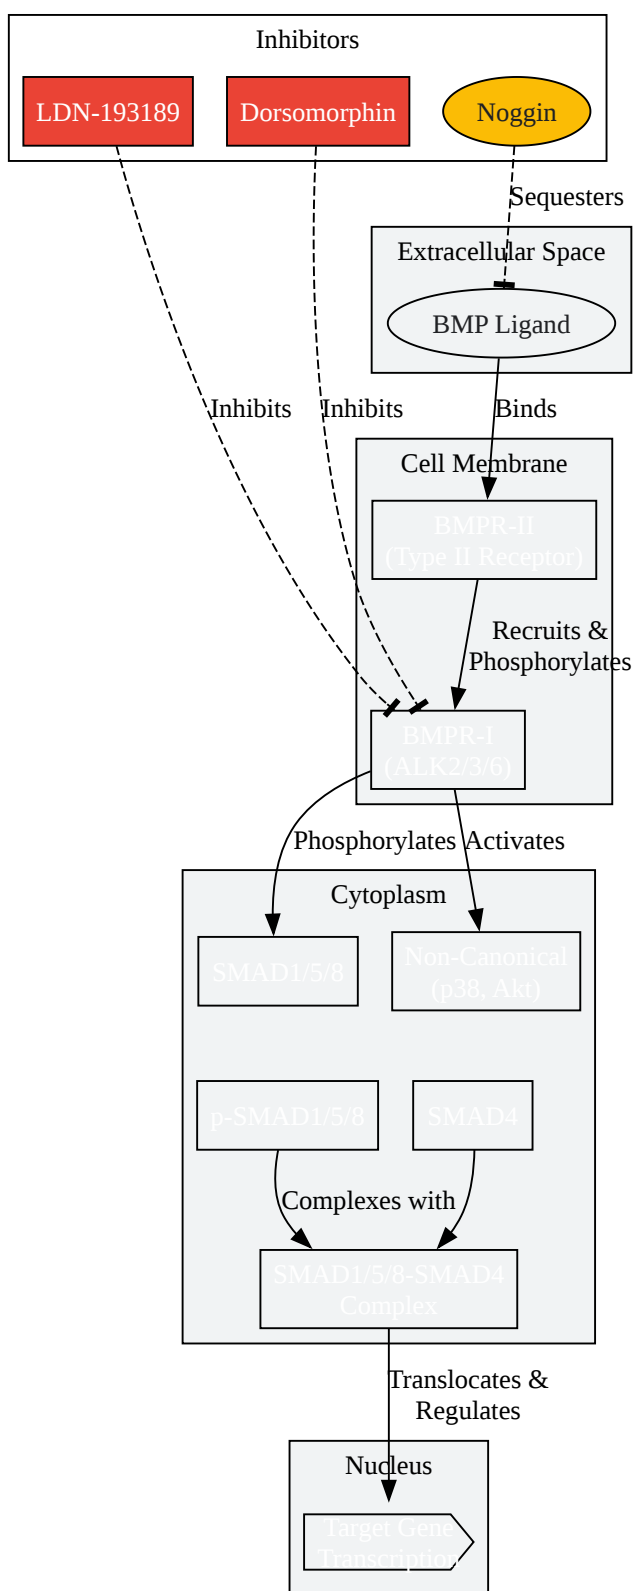 Inhibitors
LDN-193189
Dorsomorphin
Noggin
Sequesters
Extracellular Space
BMP Ligand
Inhibits
Inhibits
Binds
Cell Membrane
BMPR-II
(Type II Receptor)
Recruits &
Phosphorylates
BMPR-I
(ALK2/3/6)
Phosphorylates
Activates
Cytoplasm
SMAD1/5/8
Non-Canonical
(p38, Akt)
p-SMAD1/5/8
SMAD4
Complexes with
SMAD1/5/8-SMAD4
Complex
Translocates &
Regulates
Nucleus
Target Gene
Transcription